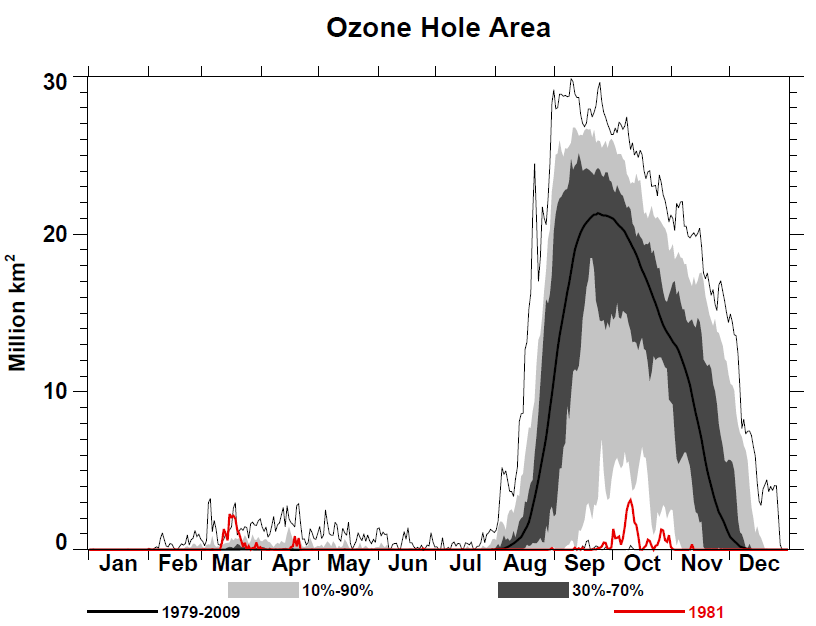 Ozone Hole Area
30
20
10
0
Million km²
Jan Feb Mar Apr May Jun Jul Aug Sep Oct Nov Dec
10%-90% 30%-70%
1979-2009 1981